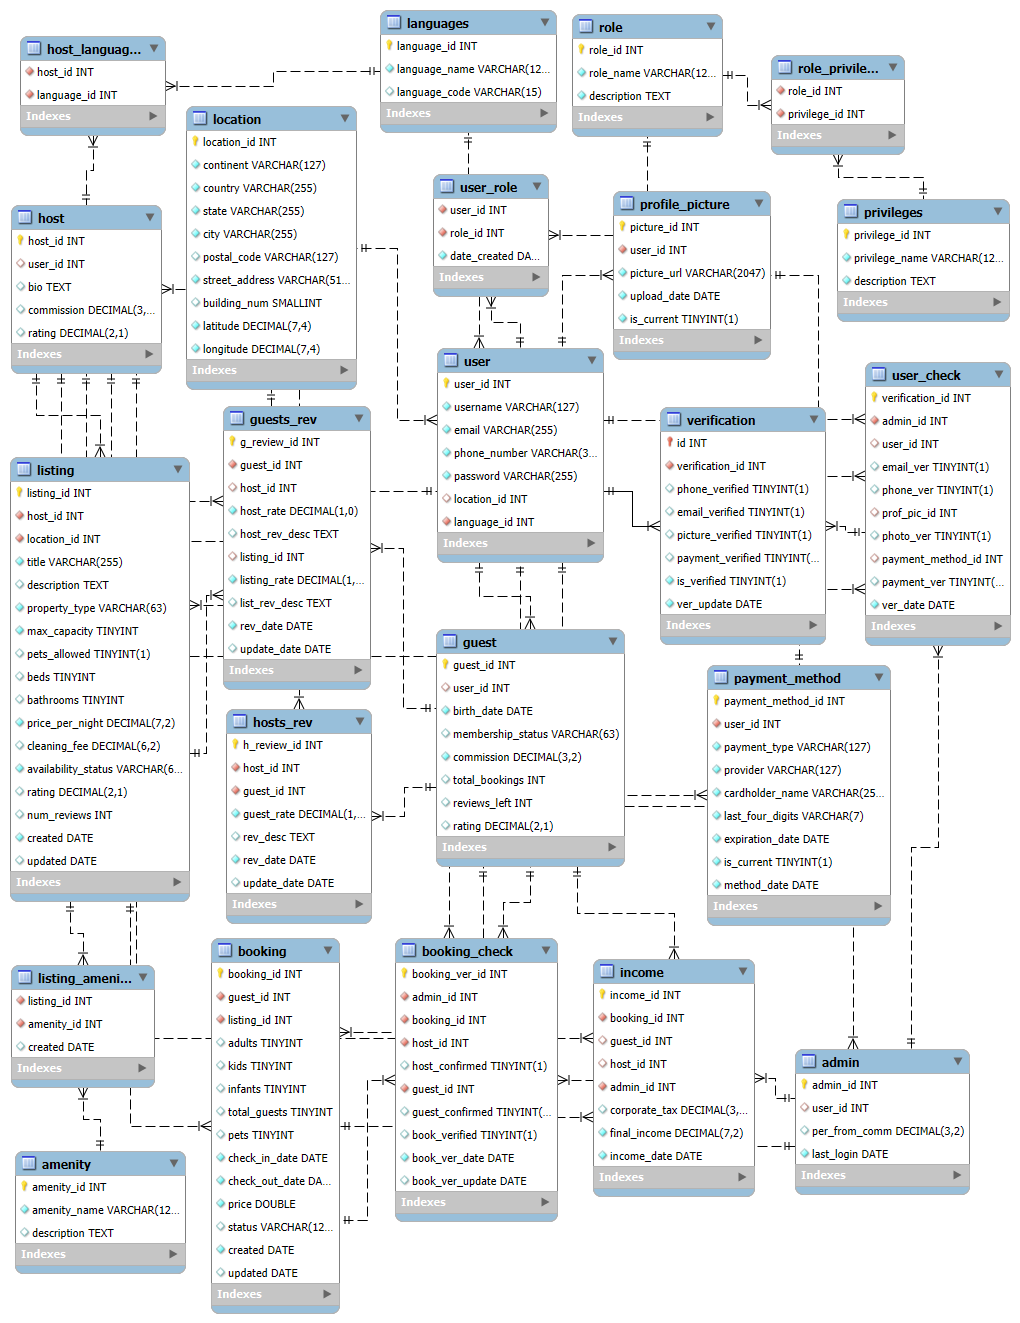 host_languag...
host_id INT
language_id INT
Indexes
languages
language_id INT
language_name VARCHAR(12...
language_code VARCHAR(15)
Indexes
role
role_id INT
role_name VARCHAR(12...
description TEXT
Indexes
role_privile...
role_id INT
privilege_id INT
Indexes
location
location_id INT
continent VARCHAR(127)
country VARCHAR(255)
state VARCHAR(255)
city VARCHAR(255)
postal_code VARCHAR(127)
street_address VARCHAR(51...
building_num SMALLINT
latitude DECIMAL(7,4)
longitude DECIMAL(7,4)
Indexes
user_role
user_id INT
role_id INT
date_created DA...
Indexes
profile_picture
picture_id INT
user_id INT
picture_url VARCHAR(2047)
upload_date DATE
is_current TINYINT(1)
Indexes
privileges
privilege_id INT
privilege_name VARCHAR(12...
description TEXT
Indexes
host
host_id INT
user_id INT
bio TEXT
commission DECIMAL(3,...
rating DECIMAL(2,1)
Indexes
user
user_id INT
username VARCHAR(127)
email VARCHAR(255)
phone_number VARCHAR(3...
password VARCHAR(255)
location_id INT
language_id INT
Indexes
user_check
verification_id INT
admin_id INT
user_id INT
email_ver TINYINT(1)
phone_ver TINYINT(1)
prof_pic_id INT
photo_ver TINYINT(1)
payment_method_id INT
payment_ver TINYINT(...
ver_date DATE
Indexes
guests_rev
g_review_id INT
guest_id INT
host_id INT
host_rate DECIMAL(1,0)
host_rev_desc TEXT
listing_id INT
listing_rate DECIMAL(1,...
list_rev_desc TEXT
rev_date DATE
update_date DATE
Indexes
verification
id INT
verification_id INT
phone_verified TINYINT(1)
email_verified TINYINT(1)
picture_verified TINYINT(1)
payment_verified TINYINT(...
is_verified TINYINT(1)
ver_update DATE
Indexes
listing
listing_id INT
host_id INT
location_id INT
title VARCHAR(255)
description TEXT
property_type VARCHAR(63)
max_capacity TINYINT
pets_allowed TINYINT(1)
beds TINYINT
bathrooms TINYINT
price_per_night DECIMAL(7,2)
cleaning_fee DECIMAL(6,2)
availability_status VARCHAR(6...
rating DECIMAL(2,1)
num_reviews INT
created DATE
updated DATE
Indexes
guest
guest_id INT
user_id INT
birth_date DATE
membership_status VARCHAR(63)
commission DECIMAL(3,2)
total_bookings INT
reviews_left INT
rating DECIMAL(2,1)
Indexes
payment_method
payment_method_id INT
user_id INT
payment_type VARCHAR(127)
provider VARCHAR(127)
cardholder_name VARCHAR(25...
last_four_digits VARCHAR(7)
expiration_date DATE
is_current TINYINT(1)
method_date DATE
Indexes
hosts_rev
h_review_id INT
host_id INT
guest_id INT
guest_rate DECIMAL(1,...
rev_desc TEXT
rev_date DATE
update_date DATE
Indexes
booking
booking_id INT
guest_id INT
listing_id INT
adults TINYINT
kids TINYINT
infants TINYINT
total_guests TINYINT
pets TINYINT
check_in_date DATE
check_out_date DA...
price DOUBLE
status VARCHAR(12...
created DATE
updated DATE
Indexes
booking_check
booking_ver_id INT
admin_id INT
booking_id INT
host_id INT
host_confirmed TINYINT(1)
guest_id INT
guest_confirmed TINYINT(...
book_verified TINYINT(1)
book_ver_date DATE
book_ver_update DATE
Indexes
income
income_id INT
booking_id INT
guest_id INT
host_id INT
admin_id INT
corporate_tax DECIMAL(3,...
final_income DECIMAL(7,2)
income_date DATE
Indexes
listing_ameni...
listing_id INT
amenity_id INT
created DATE
Indexes
admin
admin_id INT
user_id INT
per_from_comm DECIMAL(3,2)
last_login DATE
Indexes
amenity
amenity_id INT
amenity_name VARCHAR(12...
description TEXT
Indexes